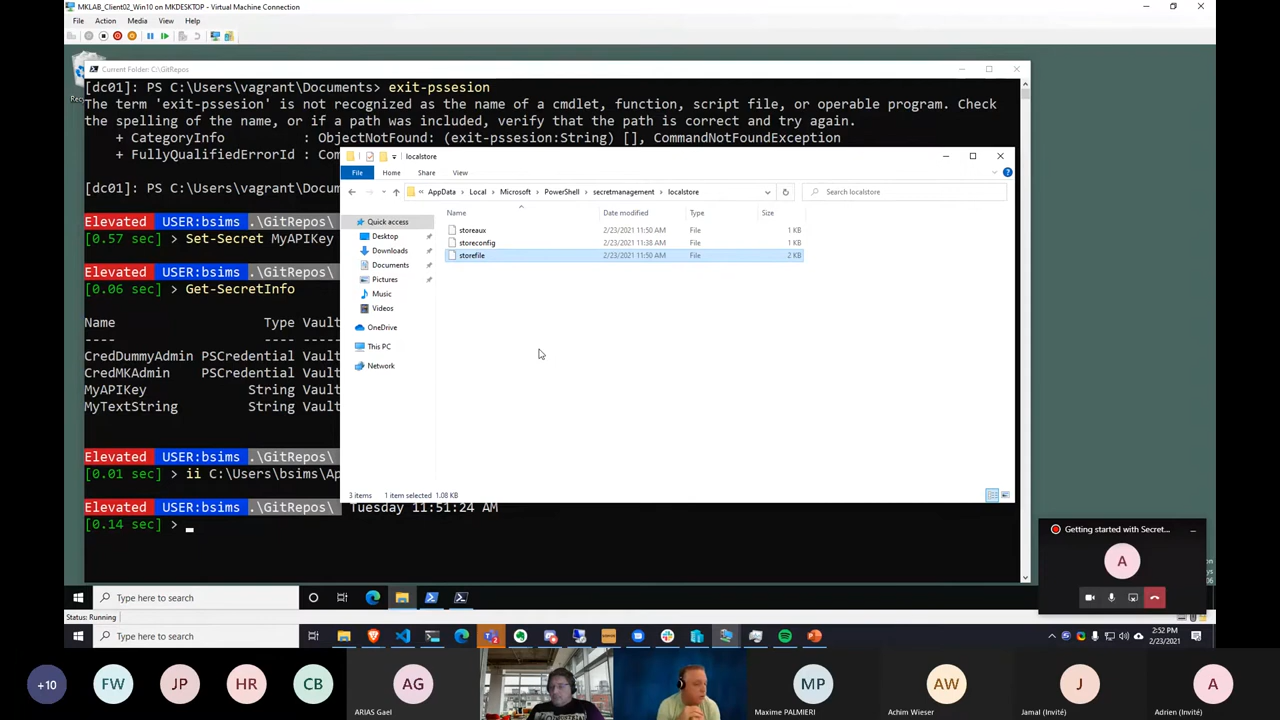 MKLAB_Client02_Win10 on MKDESKTOP - Virtual Machine Connection
File Action Media View Help
Current Folder: C:\GitRepos
[dc01]: PS C:\Users\vagrant\Documents> exit-pssesion
The term 'exit-pssesion' is not recognized as the name of a cmdlet, function, script file, or operable program. Check
the spelling of the name, or if a path was included, verify that the path is correct and try again.
+ CategoryInfo : ObjectNotFound: (exit-pssesion:String) [], CommandNotFoundException
+ FullyQualifiedErrorId : Com
localstore
[dc01]: PS C:\Us
File Home Share View
« AppData > Local > Microsoft > PowerShell > secretmanagement > localstore
Search localstore
Elevated USER:bsims .\GitRepos\
[0.57 sec] > Set-Secret MyAPIKey
Elevated USER:bsims .\GitRepos\
[0.06 sec] > Get-SecretInfo
Name Type Vault
---- ---- -----
CredDummyAdmin PSCredential Vault
CredMKAdmin PSCredential Vault
MyAPIKey String Vault
MyTextString String Vault
Elevated USER:bsims .\GitRepos\
[0.01 sec] > ii C:\Users\bsims\Ap
Elevated USER:bsims .\GitRepos\ Tuesday 11:51:24 AM
[0.14 sec] >
Quick access
Desktop
Downloads
Documents
Pictures
Music
Videos
OneDrive
This PC
Network
Name Date modified Type Size
storeaux 2/23/2021 11:50 AM File 1 KB
storeconfig 2/23/2021 11:38 AM File 1 KB
storefile 2/23/2021 11:50 AM File 2 KB
3 items 1 item selected 1.08 KB
Getting started with Secret...
A
Type here to search
Status: Running
Type here to search
2:52 PM
2/23/2021
+10 FW JP HR CB AG MP AW J A
ARIAS Gael Maxime PALMIERI Achim Wieser Jamal (Invité) Adrien (Invité)